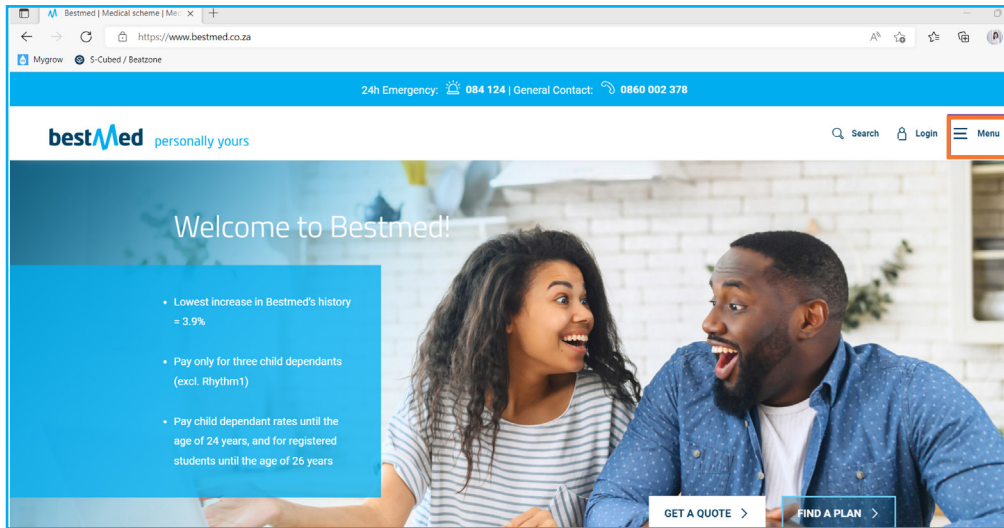 Bestmed | Medical scheme | Med
https://www.bestmed.co.za
Mygrow S-Cubed / Beatzone
24h Emergency: 084 124 | General Contact: 0860 002 378
bestMed personally yours
Search Login Menu
Welcome to Bestmed!
• Lowest increase in Bestmed's history
= 3.9%
• Pay only for three child dependants
(excl. Rhythm1)
• Pay child dependant rates until the
age of 24 years, and for registered
students until the age of 26 years
GET A QUOTE >
FIND A PLAN >